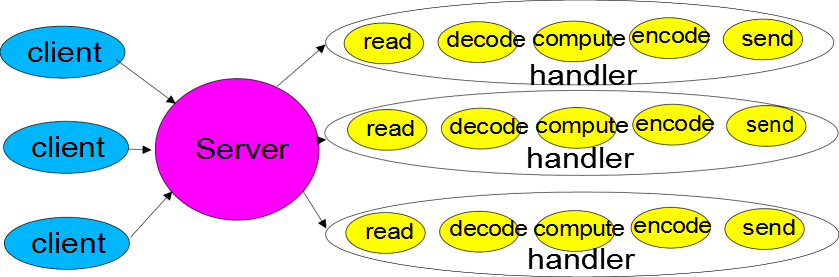 client
read decode compute encode send
handler
client
Server
read decode compute encode send
handler
client
read decode compute encode send
handler